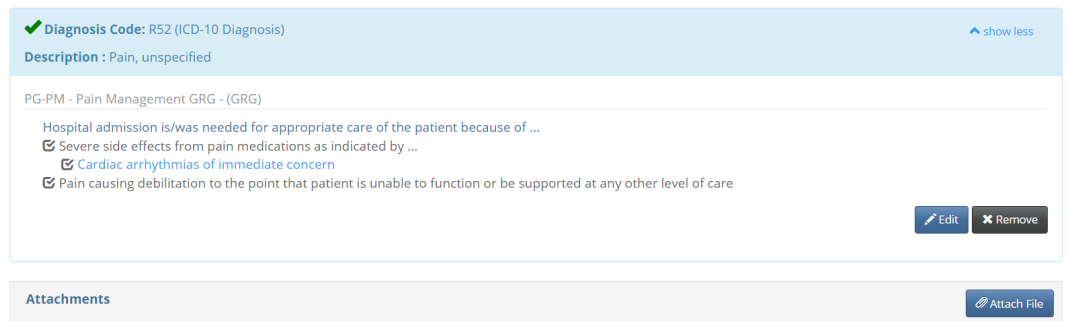 Diagnosis Code: R52 (ICD-10 Diagnosis)
show less
Description : Pain, unspecified
PG-PM - Pain Management GRG - (GRG)
Hospital admission is/was needed for appropriate care of the patient because of ...
Severe side effects from pain medications as indicated by ...
Cardiac arrhythmias of immediate concern
Pain causing debilitation to the point that patient is unable to function or be supported at any other level of care
Edit
Remove
Attachments
Attach File